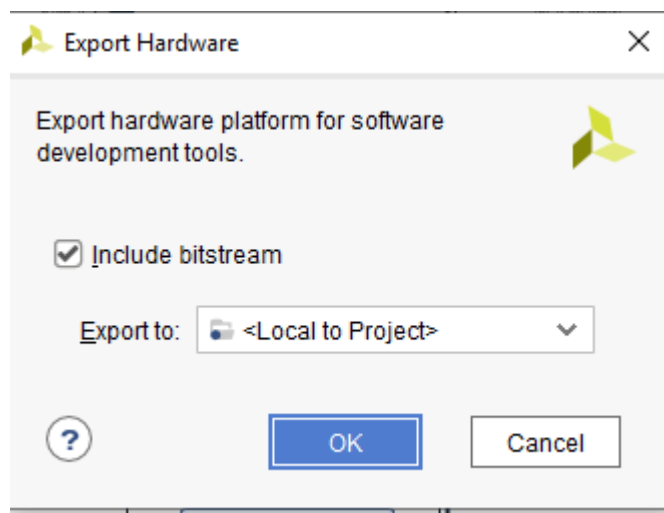 Export Hardware
Export hardware platform for software
development tools.
Include bitstream
Export to: <Local to Project>
?
OK Cancel